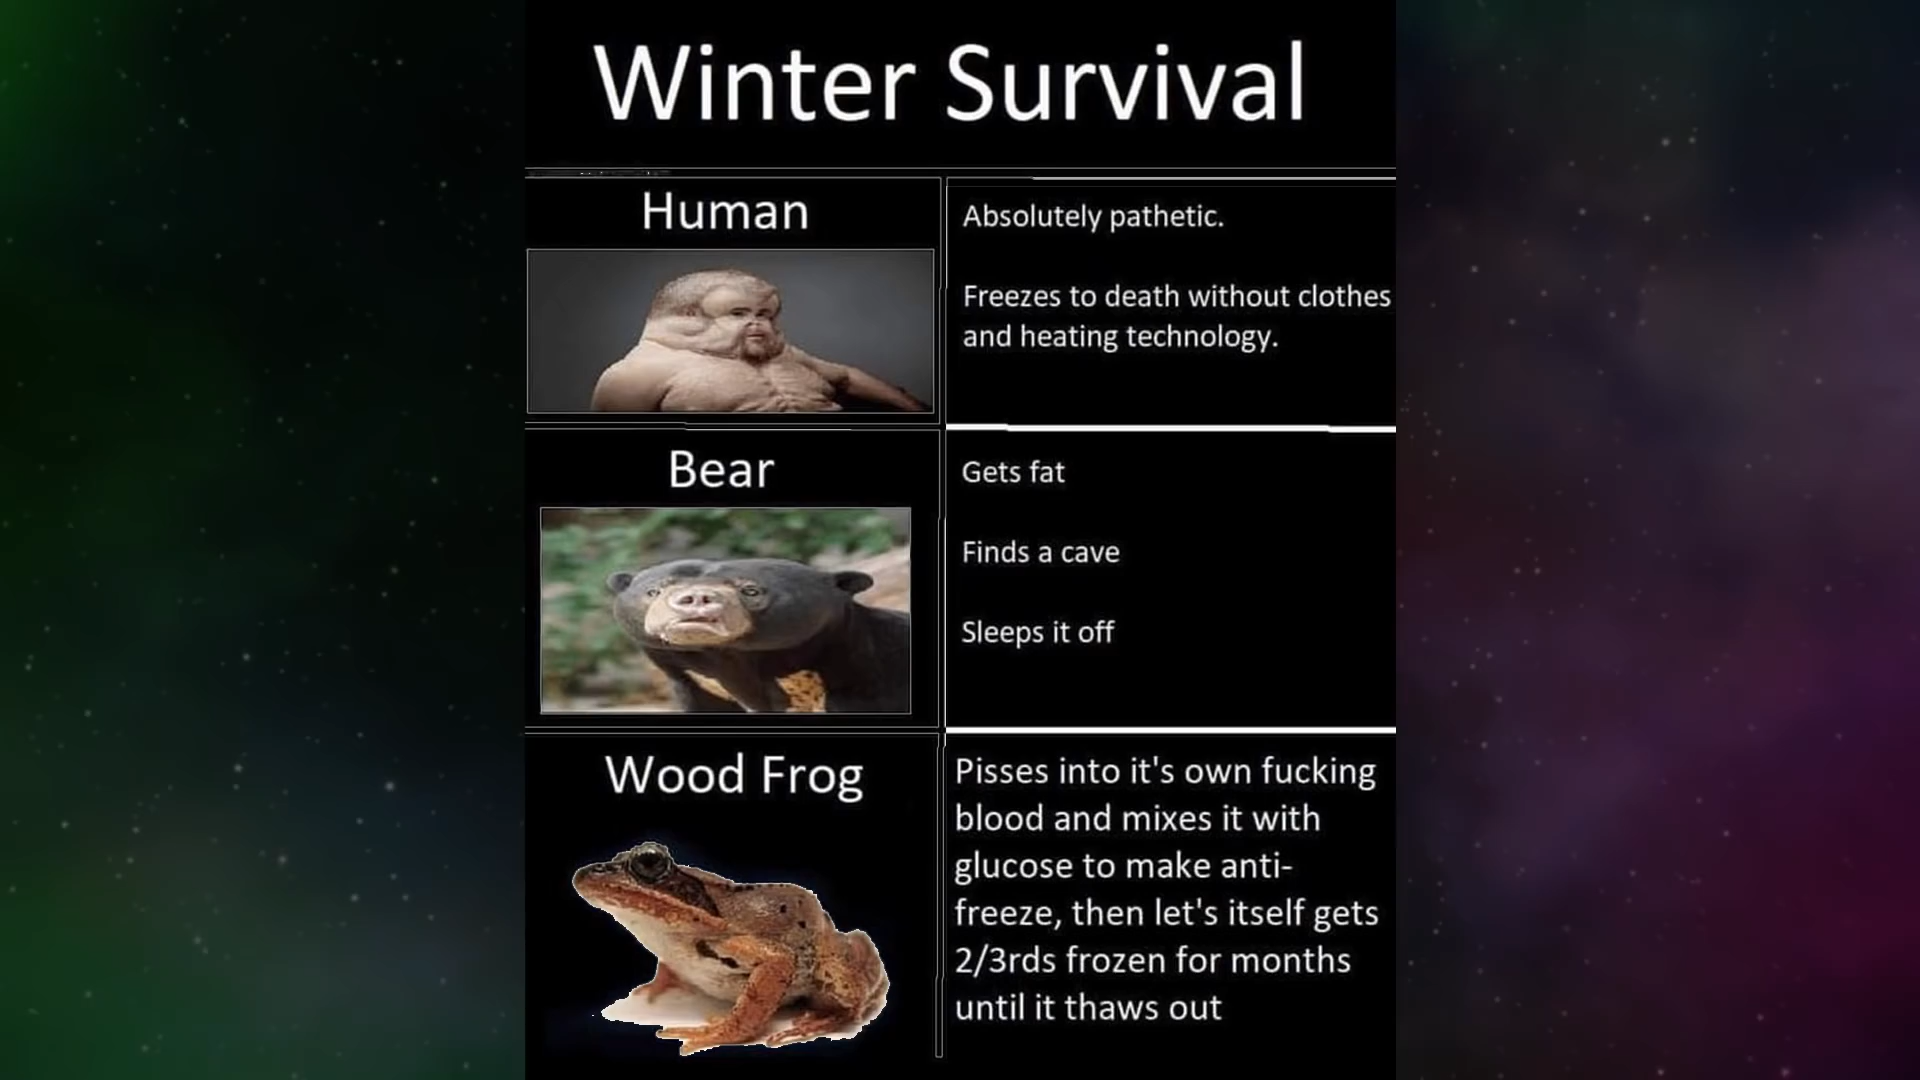 Winter Survival
Human
Absolutely pathetic.
Freezes to death without clothes
and heating technology.
Bear
Gets fat
Finds a cave
Sleeps it off
Wood Frog
Pisses into it's own fucking
blood and mixes it with
glucose to make anti-
freeze, then let's itself gets
2/3rds frozen for months
until it thaws out